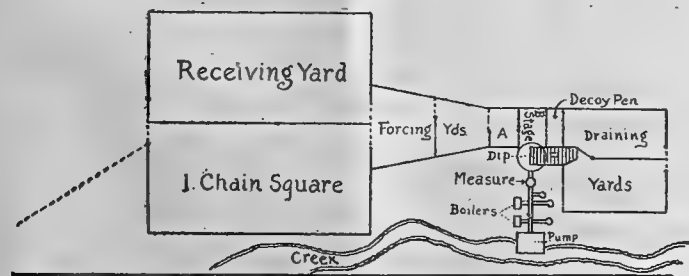 Receiving Yard
1. Chain Square
Forcing Yds.
A
Stage
B
Decoy Pen
Draining
Yards
Dip
Measure
Boilers
Pump
Creek